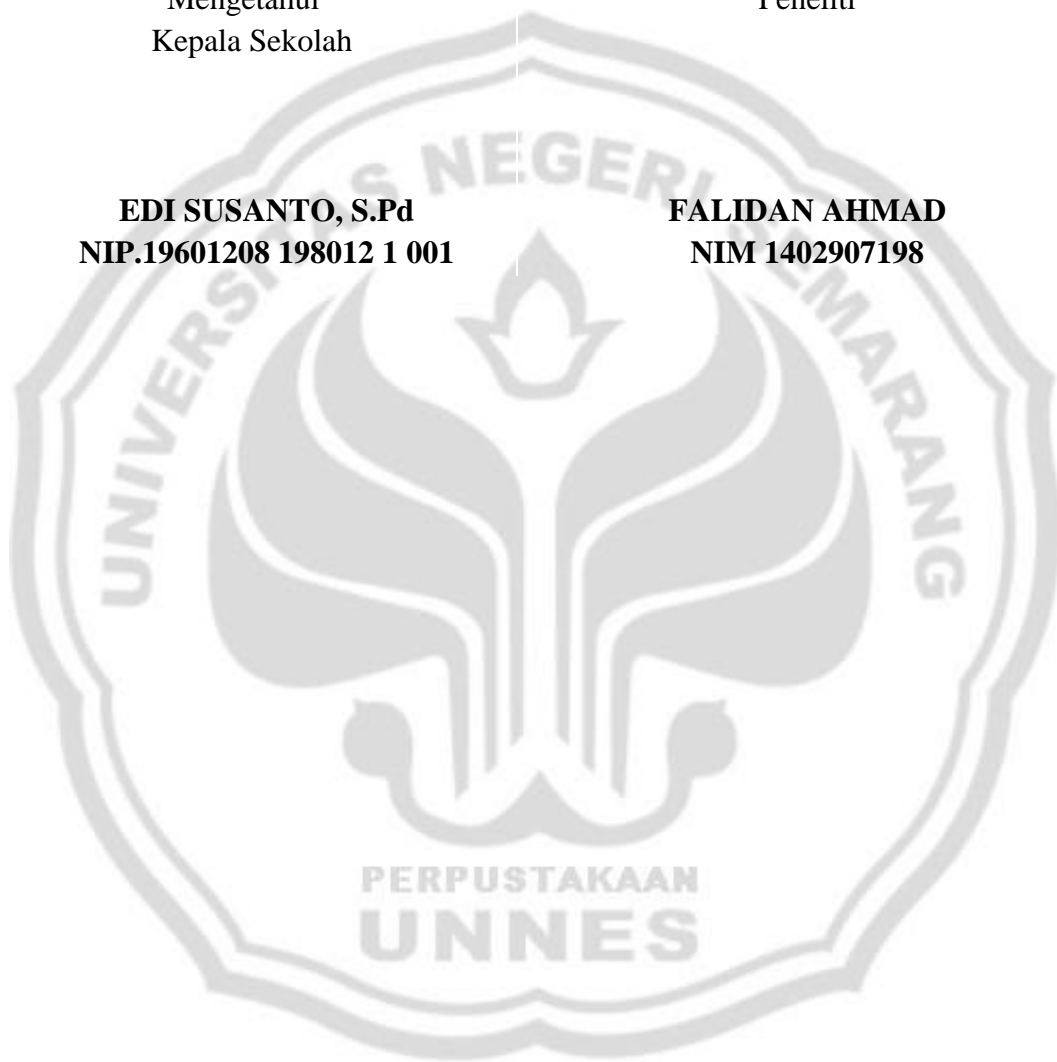 Mengetahui
Kepala Sekolah
Peneliti
EDI SUSANTO, S.Pd
NIP.19601208 198012 1 001
FALIDAN AHMAD
NIM 1402907198
UNIVERSITAS NEGERI SEMARANG
PERPUSTAKAAN
UNNES